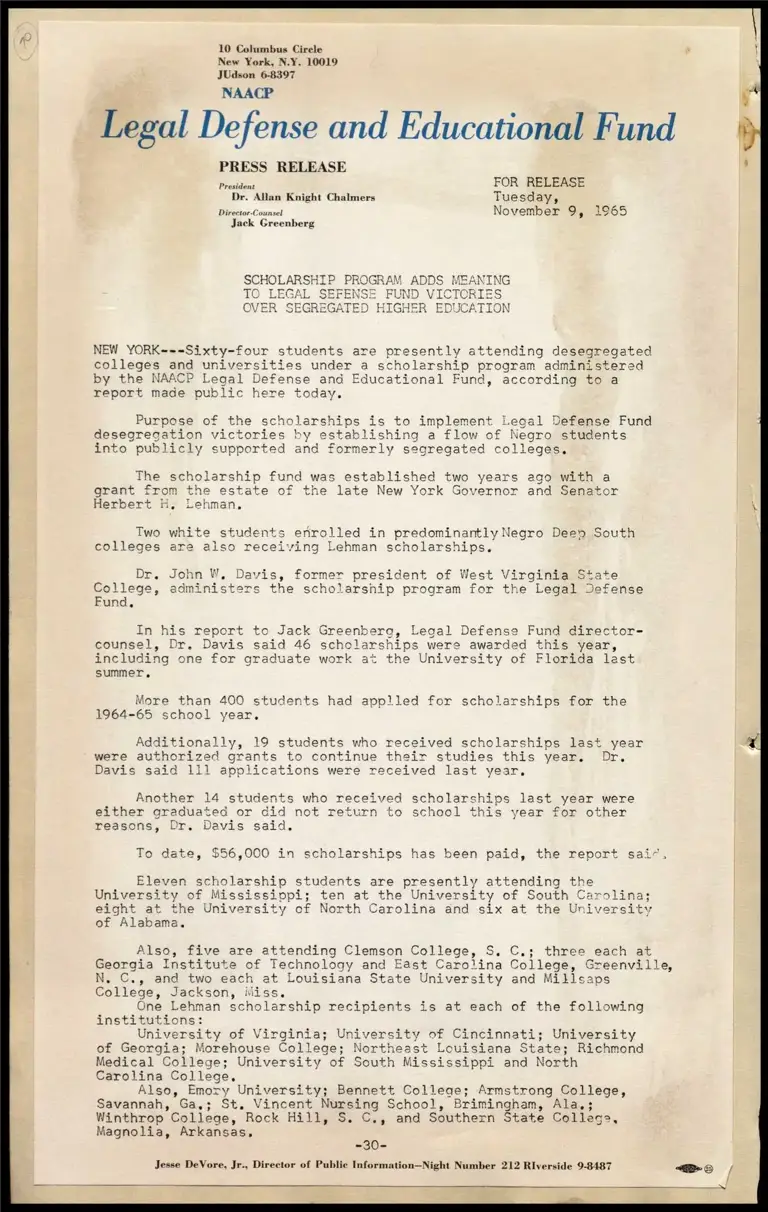 10 Columbus Circle
New York, N.Y. 10019
JUdson 6-8397
NAACP
Legal Defense and Educational Fund
PRESS RELEASE
President
Dr. Allan Knight Chalmers
Director-Counsel
Jack Greenberg
FOR RELEASE
Tuesday,
November 9, 1965
SCHOLARSHIP PROGRAM ADDS MEANING
TO LEGAL SEFENSE FUND VICTORIES
OVER SEGREGATED HIGHER EDUCATION
NEW YORK---Sixty-four students are presently attending desegregated
colleges and universities under a scholarship program administered
by the NAACP Legal Defense and Educational Fund, according to a
report made public here today.
Purpose of the scholarships is to implement Legal Defense Fund
desegregation victories by establishing a flow of Negro students
into publicly supported and formerly segregated colleges.
The scholarship fund was established two years ago with a
grant from the estate of the late New York Governor and Senator
Herbert H. Lehman.
Two white students enrolled in predominantly Negro Deep South
colleges are also receiving Lehman scholarships.
Dr. John W. Davis, former president of West Virginia State
College, administers the scholarship program for the Legal Defense
Fund.
In his report to Jack Greenberg, Legal Defense Fund director-
counsel, Dr. Davis said 46 scholarships were awarded this year,
including one for graduate work at the University of Florida last
summer.
More than 400 students had applled for scholarships for the
1964-65 school year.
Additionally, 19 students who received scholarships last year
were authorized grants to continue their studies this year. Dr.
Davis said 111 applications were received last year.
Another 14 students who received scholarships last year were
either graduated or did not return to school this year for other
reasons, Dr. Davis said.
To date, $56,000 in scholarships has been paid, the report said.
Eleven scholarship students are presently attending the
University of Mississippi; ten at the University of South Carolina;
eight at the University of North Carolina and six at the University
of Alabama.
Also, five are attending Clemson College, S. C.; three each at
Georgia Institute of Technology and East Carolina College, Greenville,
N. C., and two each at Louisiana State University and Millsaps
College, Jackson, Miss.
One Lehman scholarship recipients is at each of the following
institutions:
University of Virginia; University of Cincinnati; University
of Georgia; Morehouse College; Northeast Louisiana State; Richmond
Medical College; University of South Mississippi and North
Carolina College.
Also, Emory University; Bennett College; Armstrong College,
Savannah, Ga.; St. Vincent Nursing School, Brimingham, Ala.;
Winthrop College, Rock Hill, S. C., and Southern State College,
Magnolia, Arkansas.
-30-
Jesse DeVore, Jr., Director of Public Information—Night Number 212 RIverside 9-8487